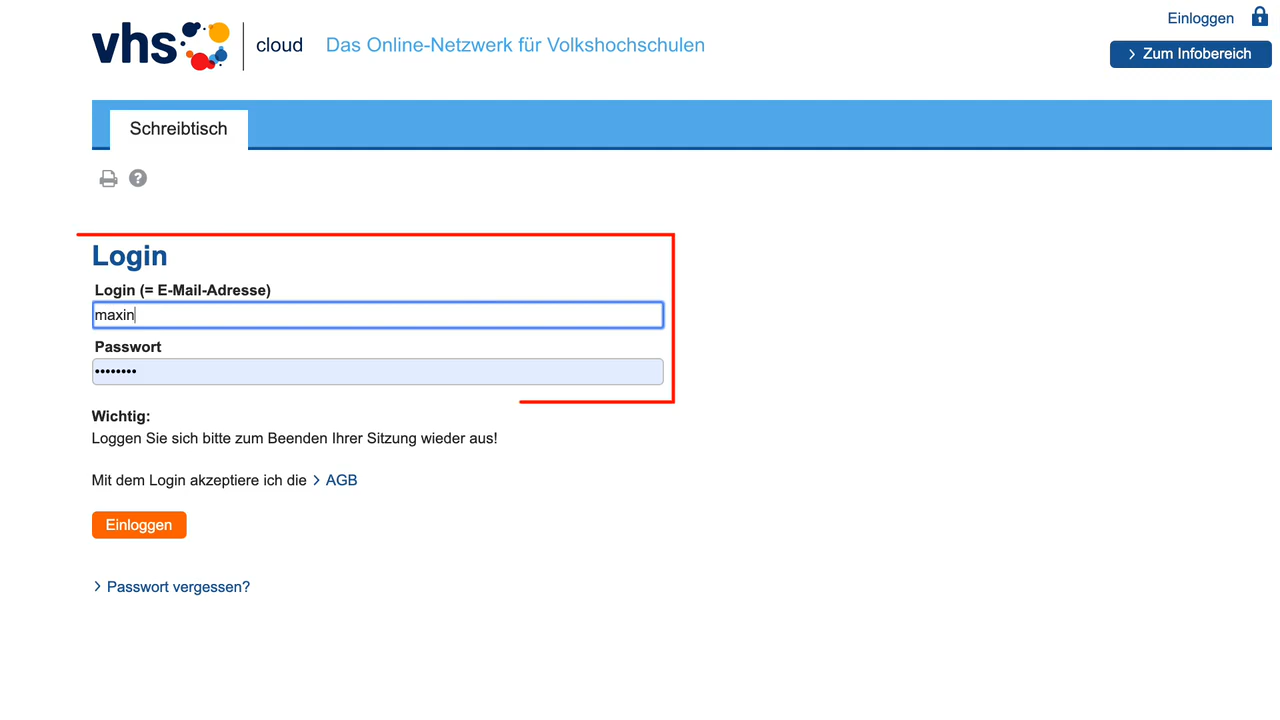 Einloggen
vhs cloud Das Online-Netzwerk für Volkshochschulen
Zum Infobereich
Schreibtisch
?
Login
Login (= E-Mail-Adresse)
maxin
Passwort
••••••••
Wichtig:
Loggen Sie sich bitte zum Beenden Ihrer Sitzung wieder aus!
Mit dem Login akzeptiere ich die > AGB
Einloggen
> Passwort vergessen?